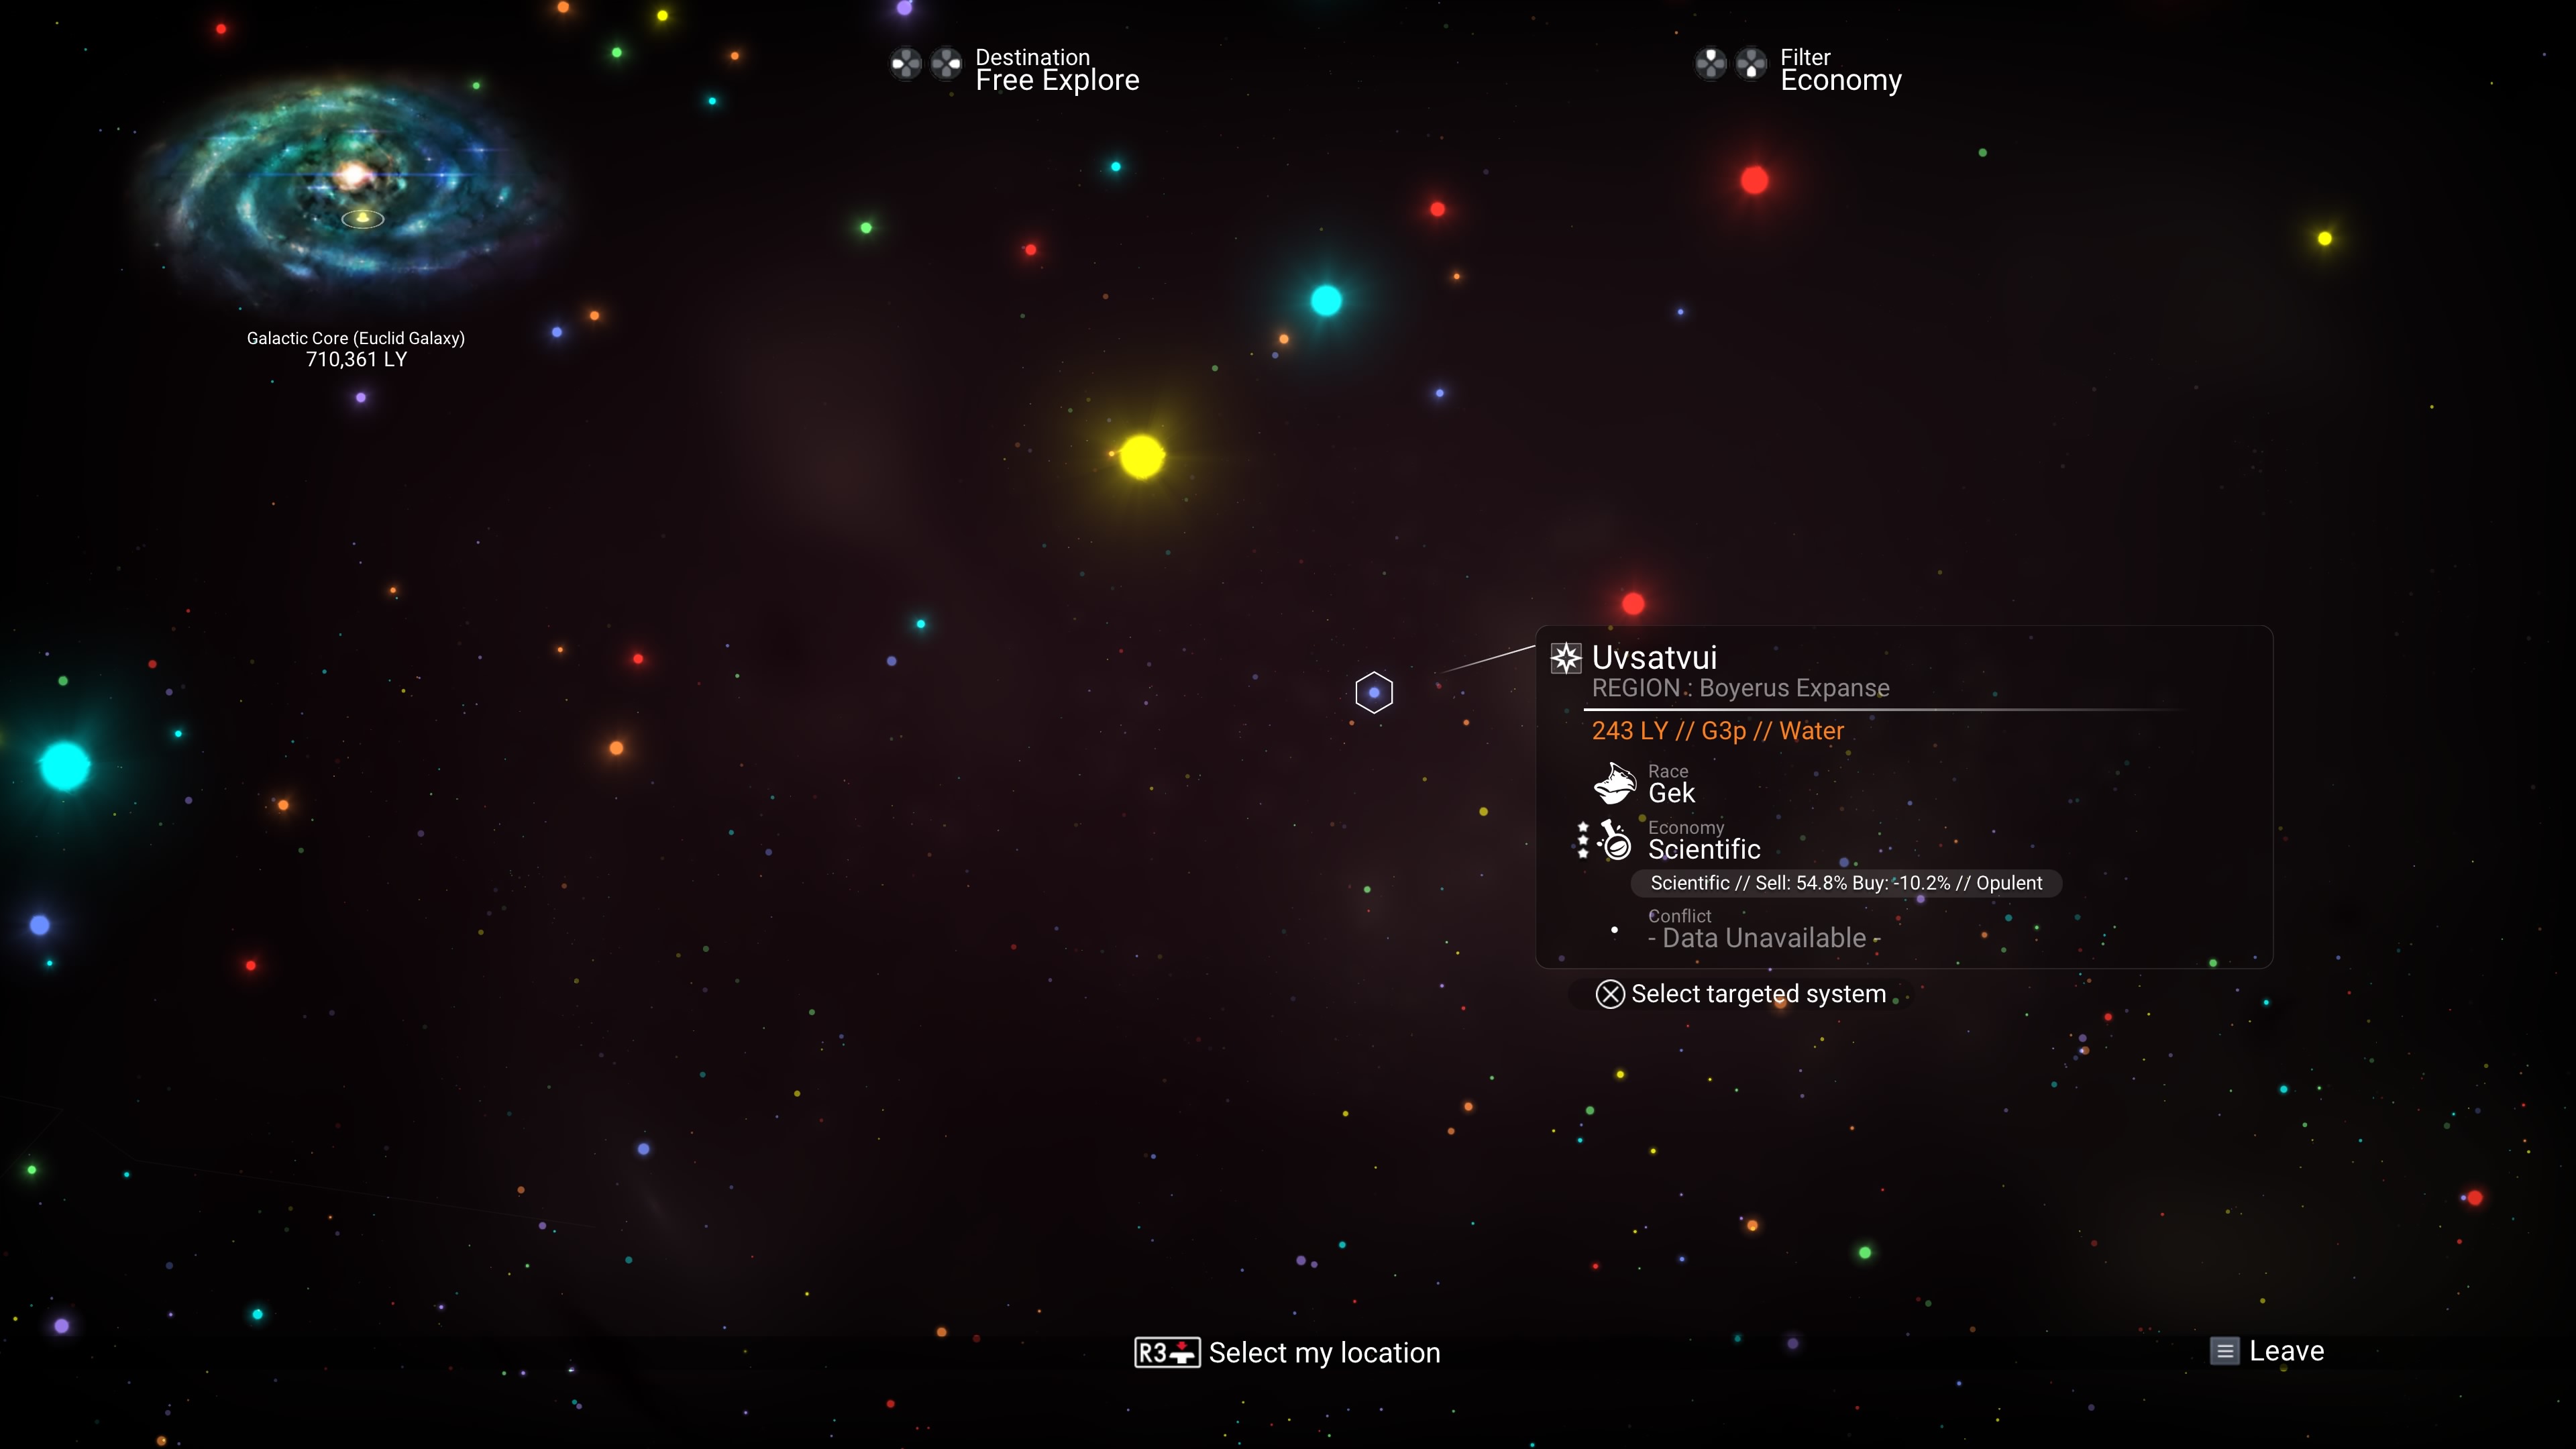 Destination
Free Explore
Filter
Economy
Galactic Core (Euclid Galaxy)
710,361 LY
Uvsatvui
REGION : Boyerus Expanse
243 LY // G3p // Water
Race
Gek
Economy
Scientific
Scientific // Sell: 54.8% Buy: -10.2% // Opulent
Conflict
- Data Unavailable -
Select targeted system
R3 Select my location
Leave